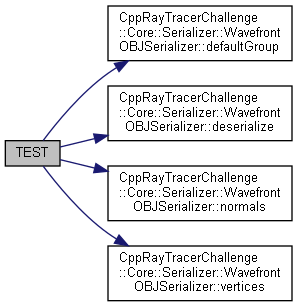 TEST
CppRayTracerChallenge
::Core::Serializer::Wavefront
OBJSerializer::defaultGroup
CppRayTracerChallenge
::Core::Serializer::Wavefront
OBJSerializer::deserialize
CppRayTracerChallenge
::Core::Serializer::Wavefront
OBJSerializer::normals
CppRayTracerChallenge
::Core::Serializer::Wavefront
OBJSerializer::vertices